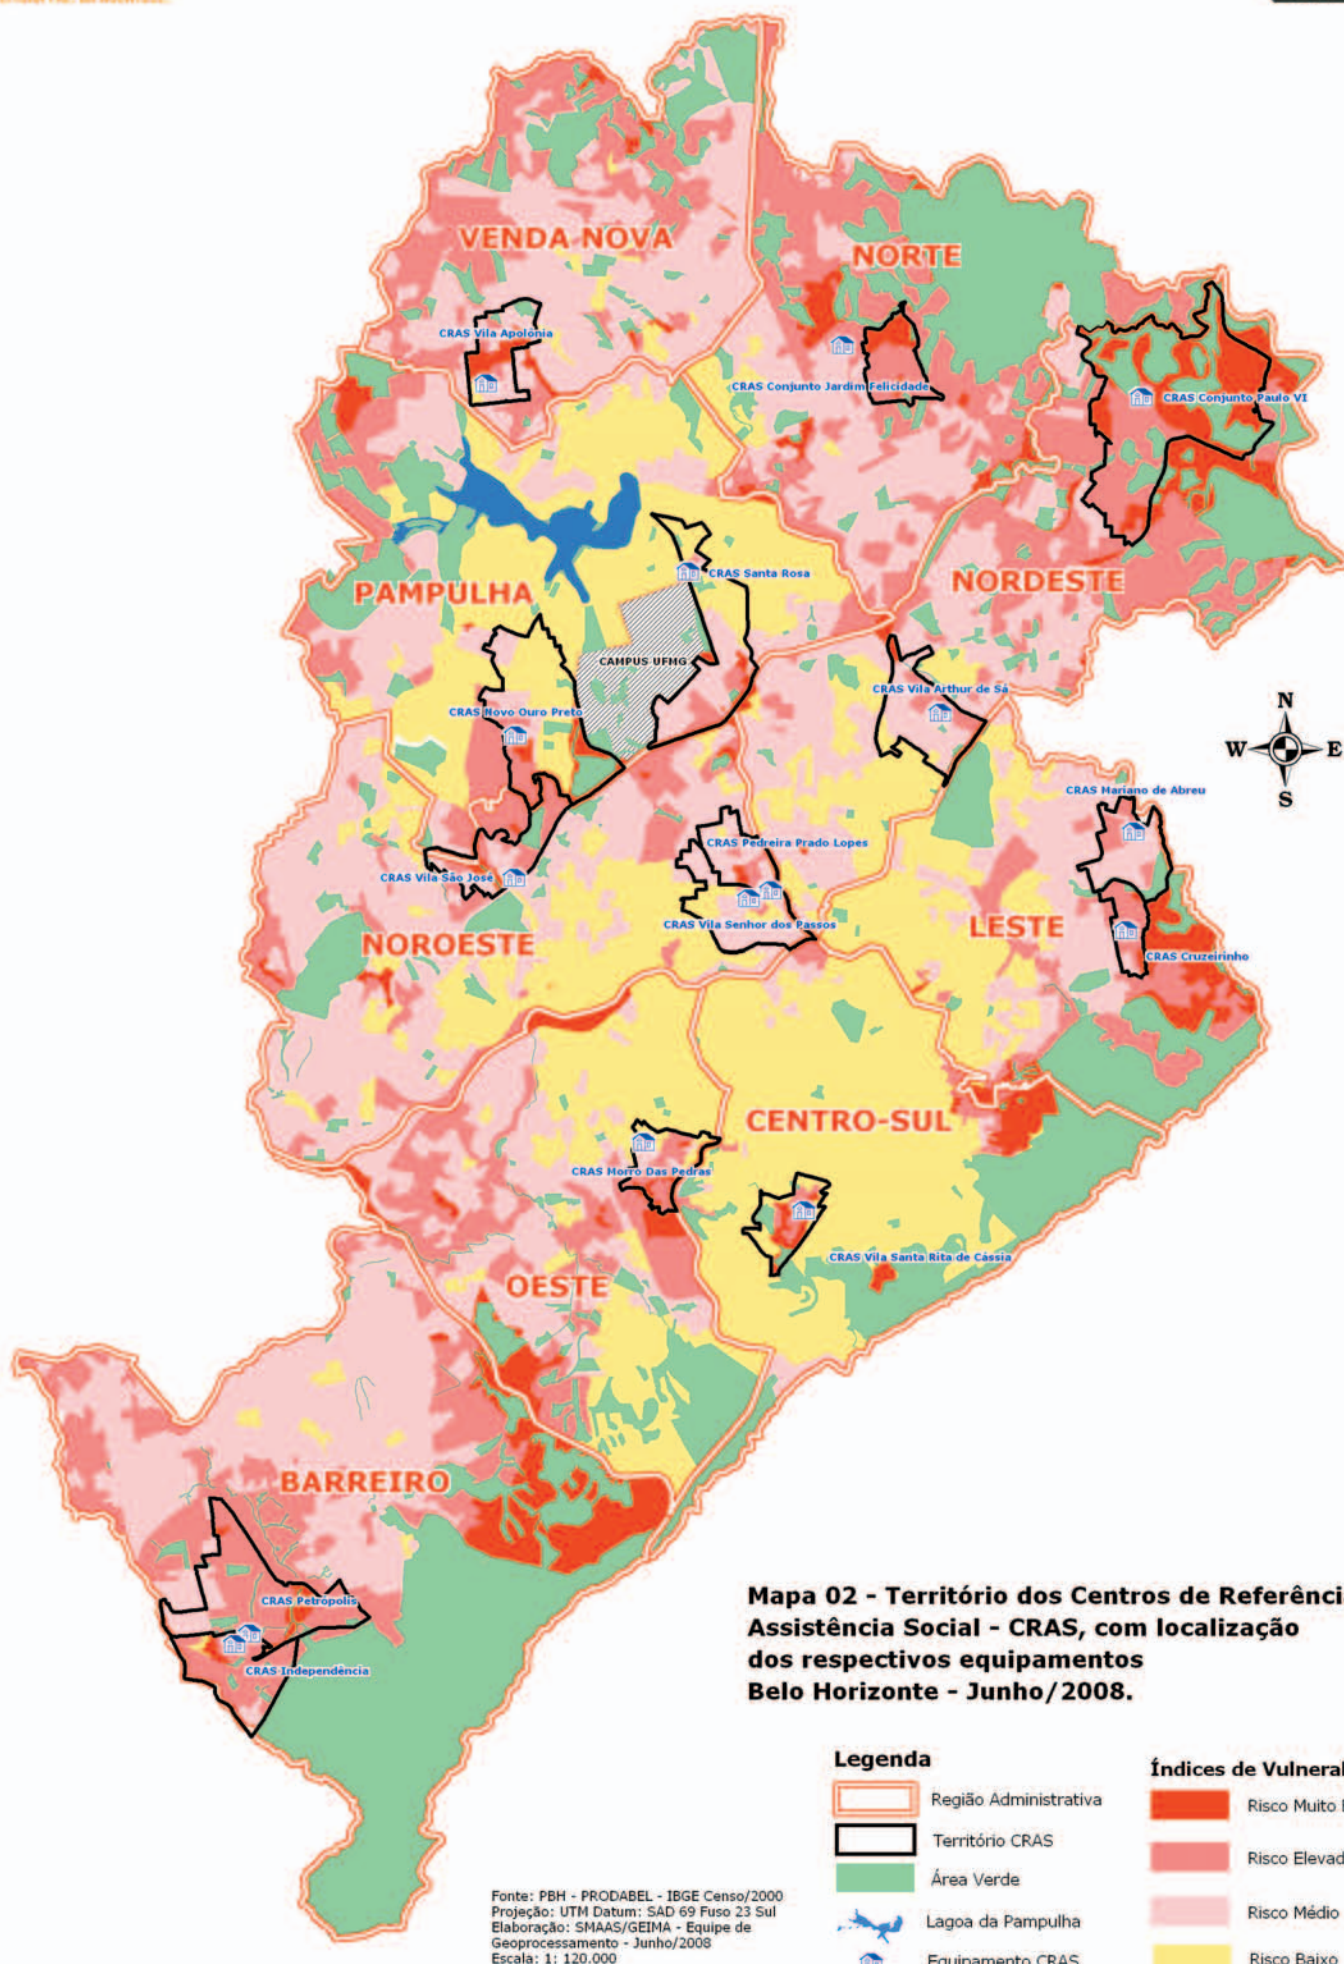 VENDA NOVA
NORTE
CRAS Vila Apolônia
CRAS Conjunto Jardim Felicidade
CRAS Conjunto Paulo VI
CRAS Santa Rosa
PAMPULHA
NORDESTE
CAMPUS UFMG
CRAS Vila Arthur de Sá
CRAS Novo Ouro Preto
N
W
E
S
CRAS Mariano de Abreu
CRAS Pedreira Prado Lopes
CRAS Vila São José
CRAS Vila Senhor dos Passos
LESTE
NOROESTE
CRAS Cruzeirinho
CENTRO-SUL
CRAS Morro Das Pedras
CRAS Vila Santa Rita de Cássia
OESTE
BARREIRO
CRAS Petrópolis
CRAS Independência
Mapa 02 - Território dos Centros de Referênci
Assistência Social - CRAS, com localização
dos respectivos equipamentos
Belo Horizonte - Junho/2008.
Legenda
Região Administrativa
Território CRAS
Área Verde
Lagoa da Pampulha
Equipamento CRAS
Índices de Vulneral
Risco Muito
Risco Elevad
Risco Médio
Risco Baixo
Fonte: PBH - PRODABEL - IBGE Censo/2000
Projeção: UTM Datum: SAD 69 Fuso 23 Sul
Elaboração: SMAAS/GEIMA - Equipe de
Geoprocessamento - Junho/2008
Escala: 1: 120.000